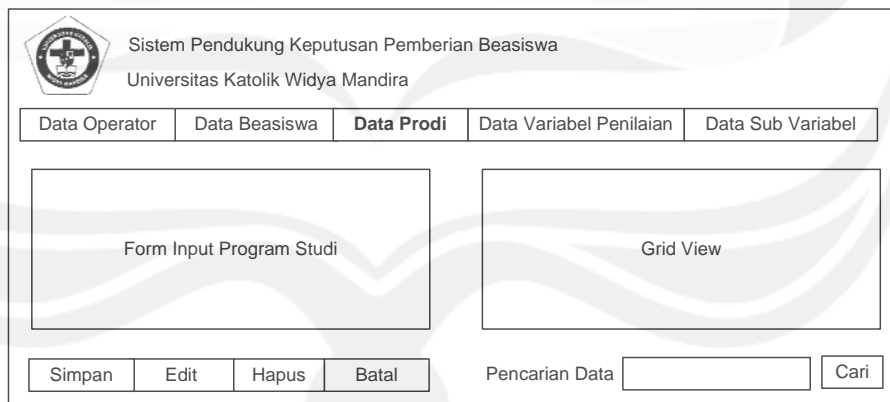 Sistem Pendukung Keputusan Pemberian Beasiswa
Universitas Katolik Widya Mandira
Data Operator Data Beasiswa Data Prodi Data Variabel Penilaian Data Sub Variabel
Form Input Program Studi Grid View
Simpan Edit Hapus Batal Pencarian Data Cari